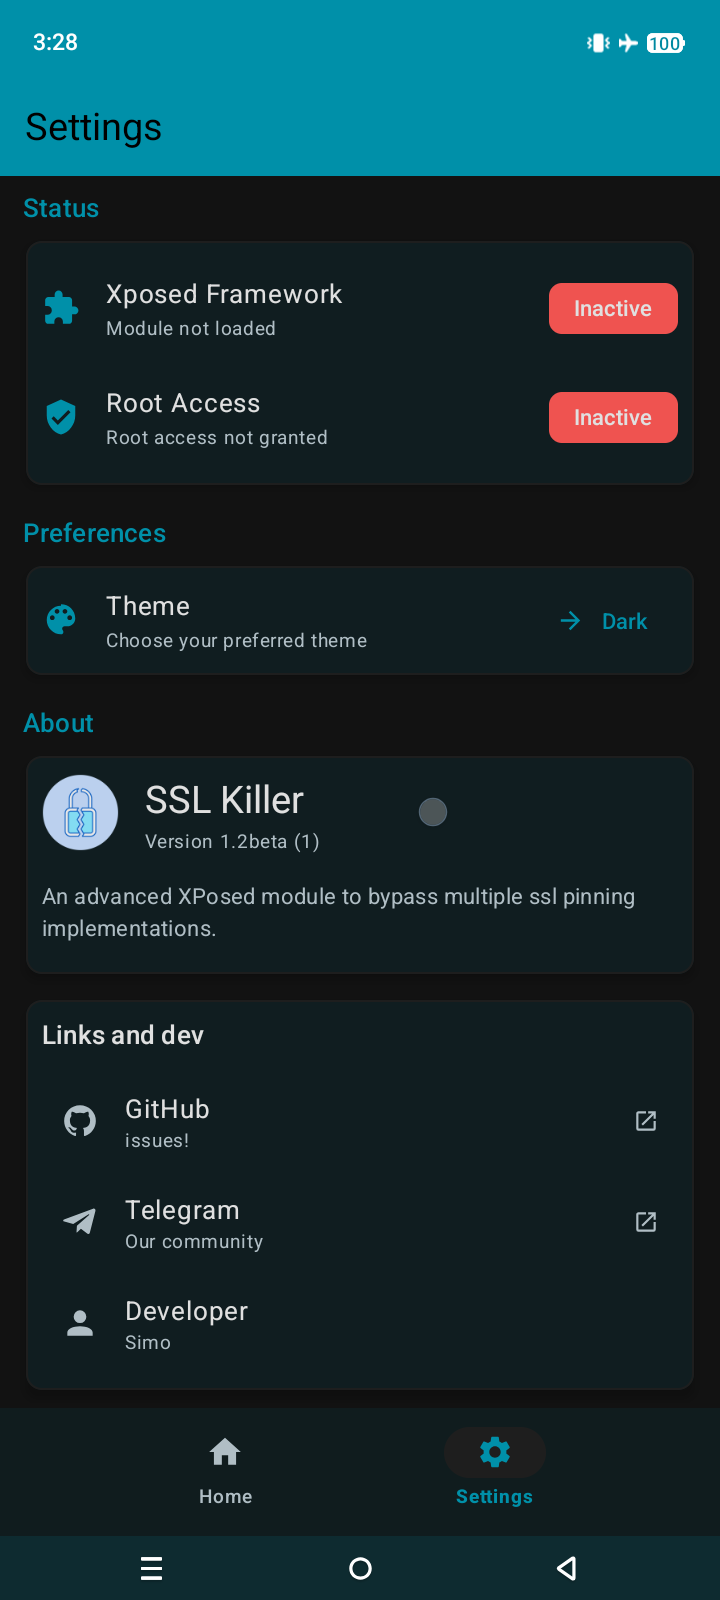 3:28
100
Settings
Status
Xposed Framework
Module not loaded
Inactive
Root Access
Root access not granted
Inactive
Preferences
Theme
Choose your preferred theme
Dark
About
SSL Killer
Version 1.2beta (1)
An advanced XPosed module to bypass multiple ssl pinning
implementations.
Links and dev
GitHub
issues!
Telegram
Our community
Developer
Simo
Home
Settings